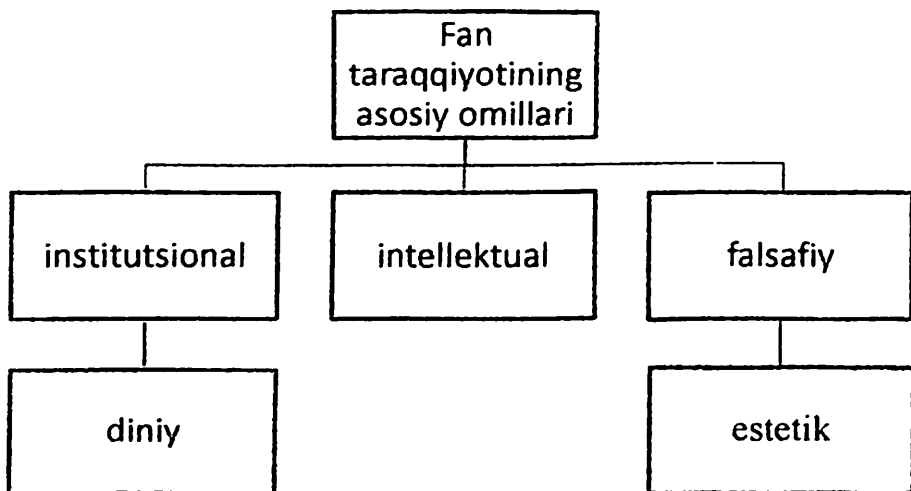 Fan
taraqqiyotining
asosiy omillari
institutsional
intellektual
falsafiy
diniy
estetik